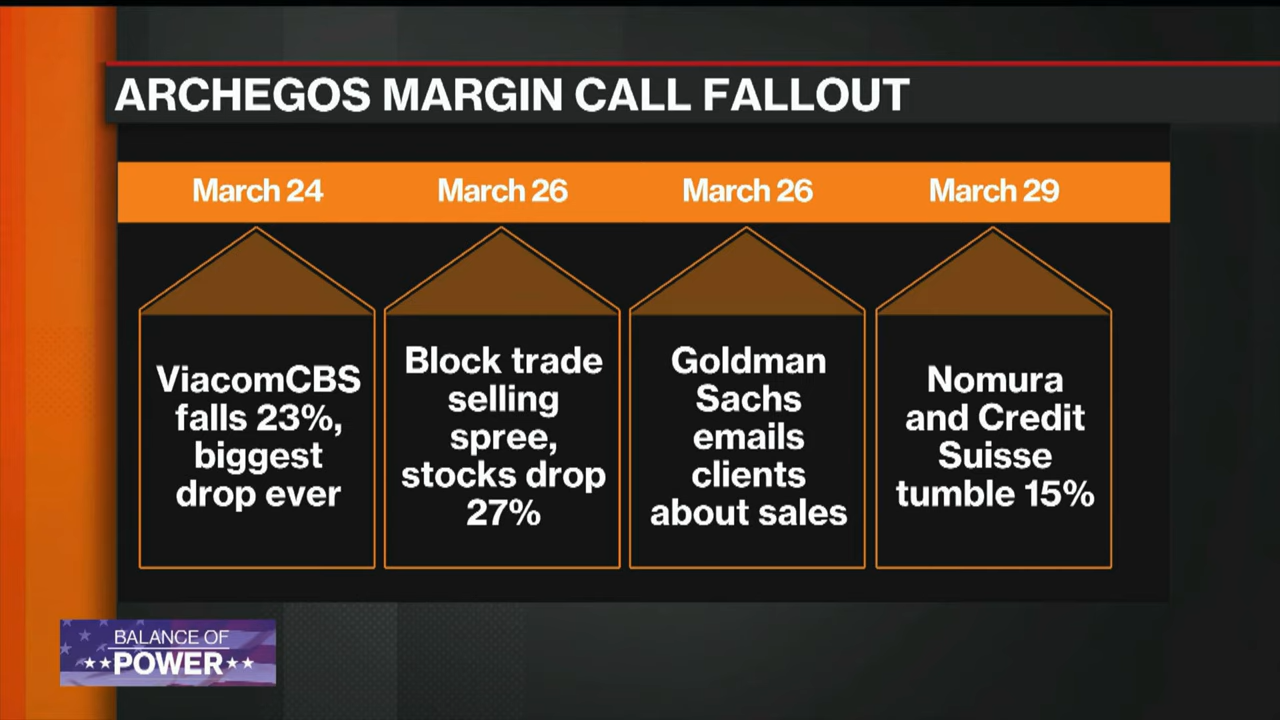 ARCHEGOS MARGIN CALL FALLOUT
March 24
March 26
March 26
March 29
ViacomCBS
falls 23%,
biggest
drop ever
Block trade
selling
spree,
stocks drop
27%
Goldman
Sachs
emails
clients
about sales
Nomura
and Credit
Suisse
tumble 15%
BALANCE OF
POWER